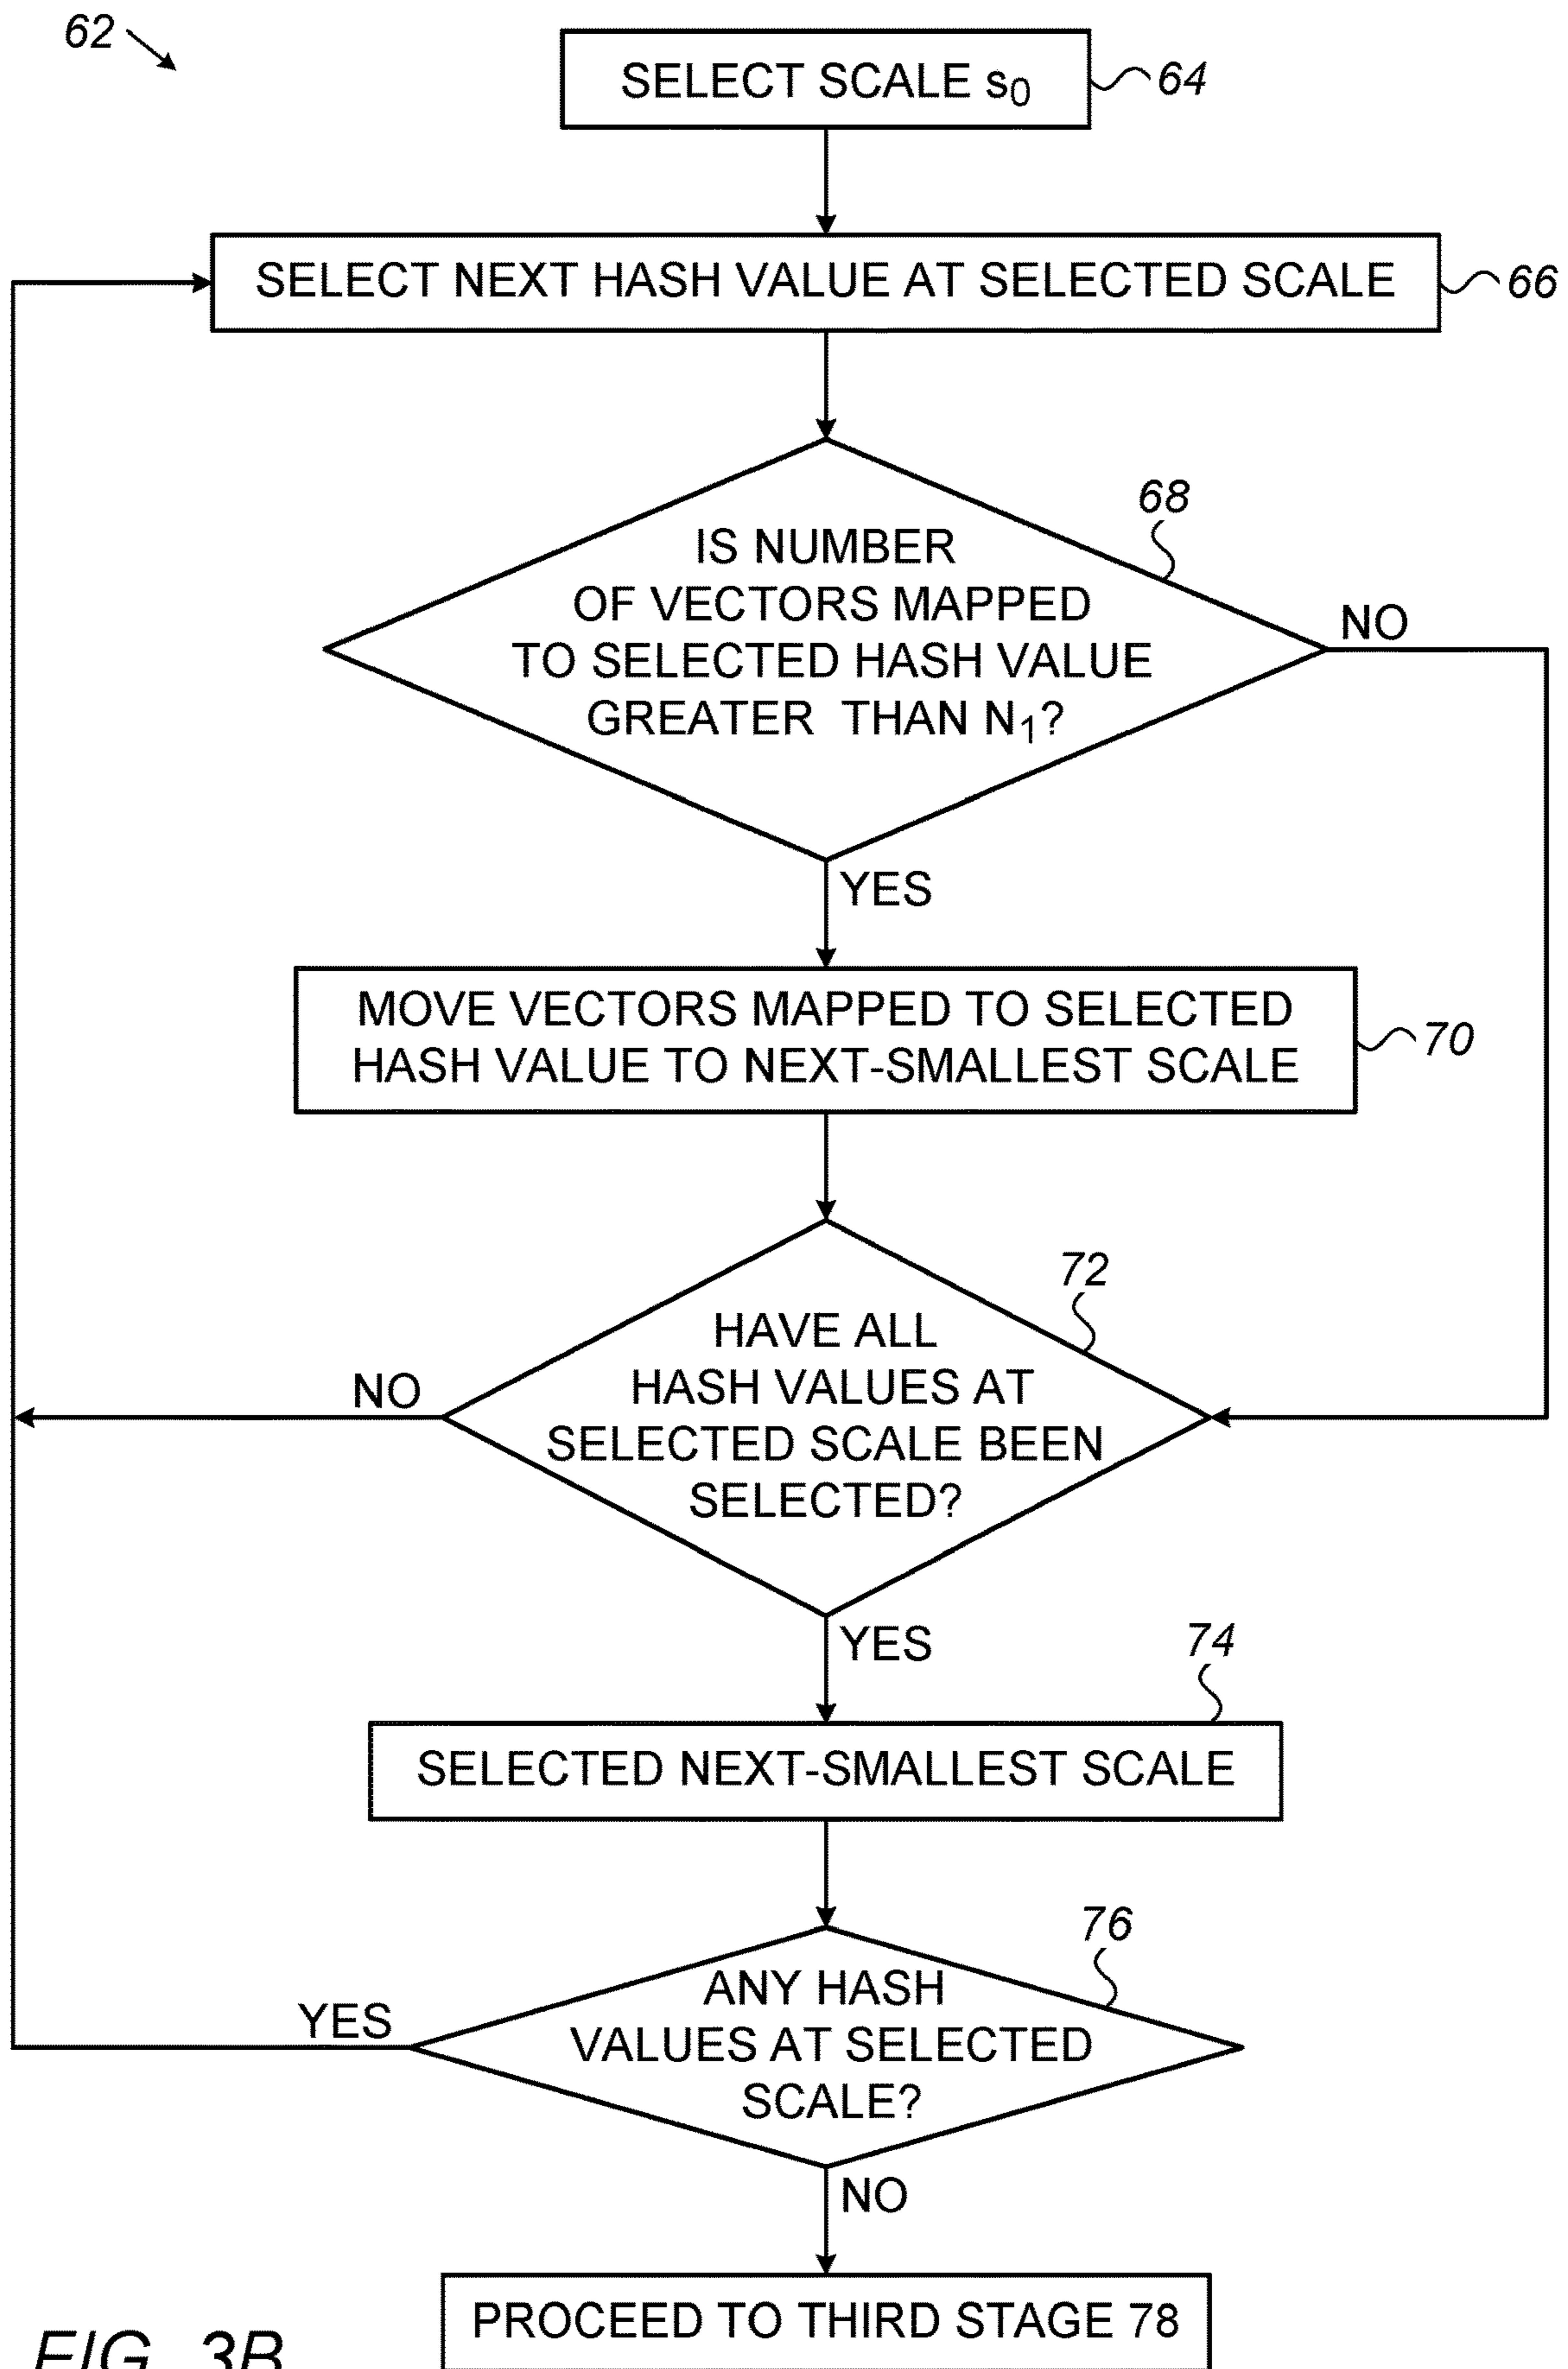 62
SELECT SCALE s0
64
SELECT NEXT HASH VALUE AT SELECTED SCALE
66
68
IS NUMBER
OF VECTORS MAPPED
TO SELECTED HASH VALUE
GREATER THAN N1?
NO
YES
MOVE VECTORS MAPPED TO SELECTED
HASH VALUE TO NEXT-SMALLEST SCALE
70
72
HAVE ALL
HASH VALUES AT
SELECTED SCALE BEEN
SELECTED?
NO
YES
74
SELECTED NEXT-SMALLEST SCALE
76
ANY HASH
VALUES AT SELECTED
SCALE?
YES
NO
PROCEED TO THIRD STAGE 78
FIG. 3B